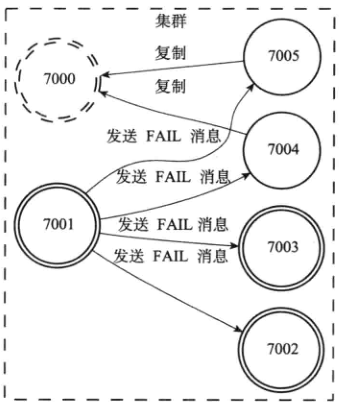 集群
复制
7005
7000
复制
发送 FAIL 消息
7004
发送 FAIL 消息
7001
发送 FAIL 消息
7003
发送 FAIL 消息
7002